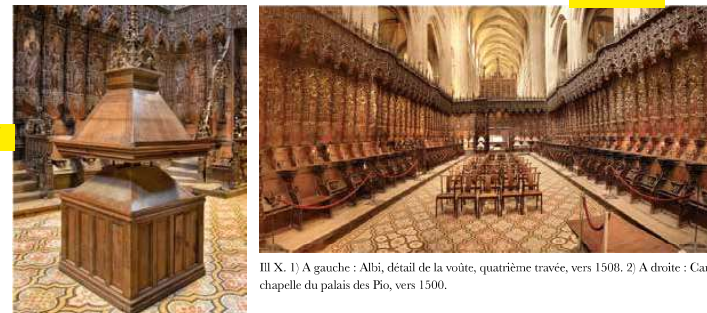 Ill X. 1) A gauche : Albi, détail de la voûte, quatrième travée, vers 1508. 2) A droite :
chapelle du palais des Pio, vers 1500.